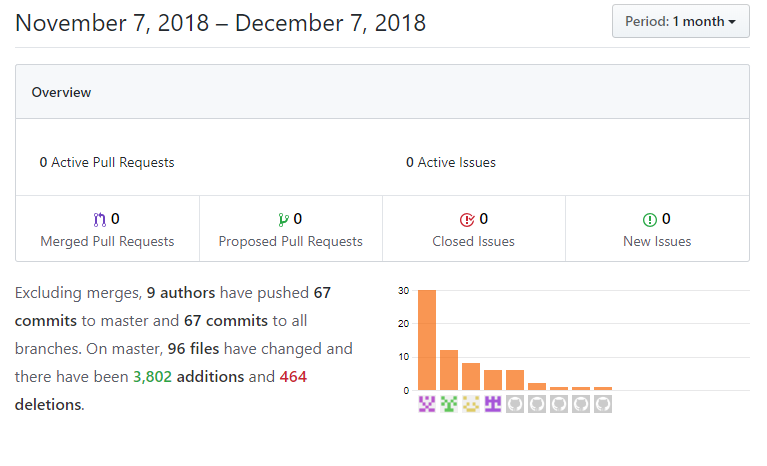 November 7, 2018 – December 7, 2018
Period: 1 month
Overview
0 Active Pull Requests
0 Active Issues
0
Merged Pull Requests
0
Proposed Pull Requests
0
Closed Issues
0
New Issues
Excluding merges, 9 authors have pushed 67
commits to master and 67 commits to all
branches. On master, 96 files have changed and
there have been 3,802 additions and 464
deletions.
30
20
10
0